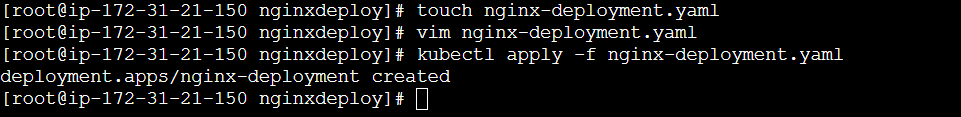 [root@ip-172-31-21-150 nginxdeploy]# touch nginx-deployment.yaml
[root@ip-172-31-21-150 nginxdeploy]# vim nginx-deployment.yaml
[root@ip-172-31-21-150 nginxdeploy]# kubectl apply -f nginx-deployment.yaml
deployment.apps/nginx-deployment created
[root@ip-172-31-21-150 nginxdeploy]#